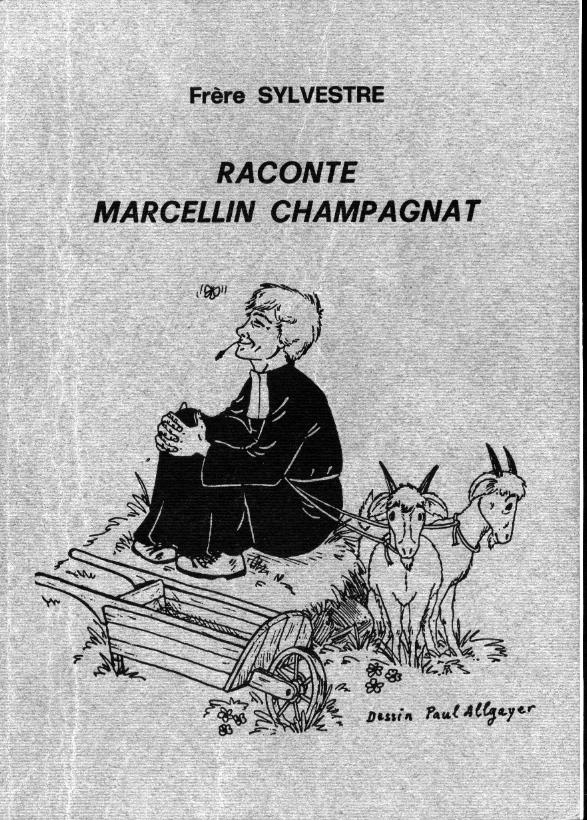 Frère SYLVESTRE
RACONTE
MARCELLIN CHAMPAGNAT
Dessin Paul Allgayer